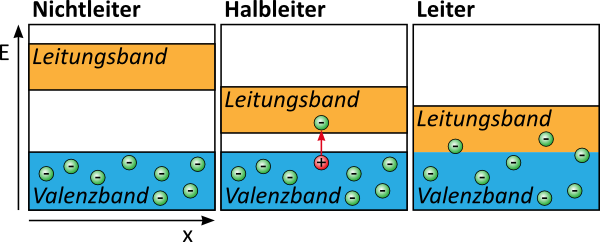 Nichtleiter
Halbleiter
Leiter
E
Leitungsband
Leitungsband
Leitungsband
Valenzband
Valenzband
Valenzband
x